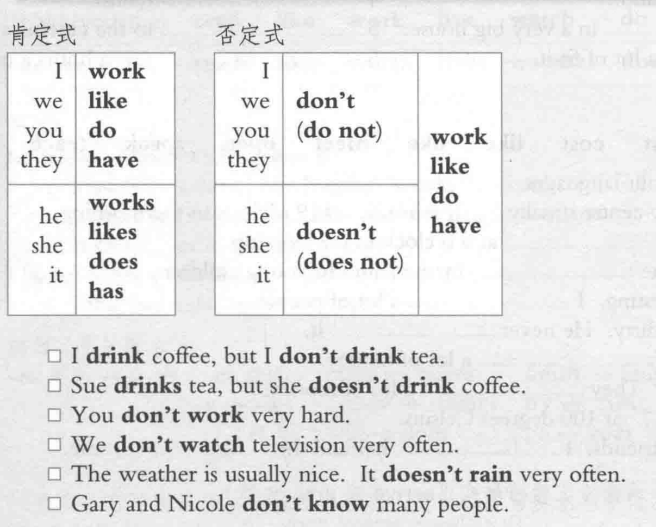 肯定式
否定式
I work
we like
you do
they have
he works
she likes
it does
has
I
we
you
they
don't
(do not)
he
she
it
doesn't
(does not)
work
like
do
have
□ I drink coffee, but I don't drink tea.
□ Sue drinks tea, but she doesn't drink coffee.
□ You don't work very hard.
□ We don't watch television very often.
□ The weather is usually nice. It doesn't rain very often.
□ Gary and Nicole don't know many people.